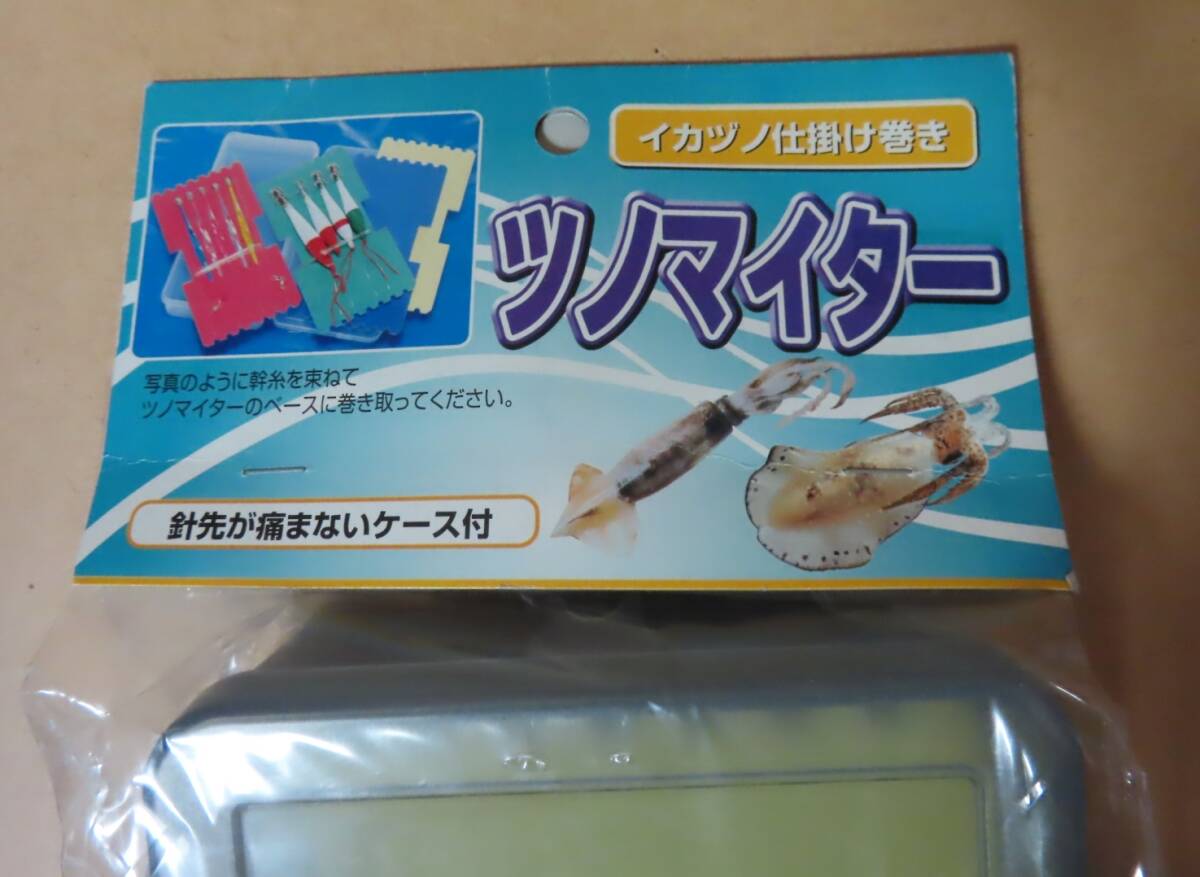 イカヅノ仕掛け巻き
ツノマイター
写真のように幹糸を束ねて
ツノマイターのベースに巻き取ってください。
針先が痛まないケース付